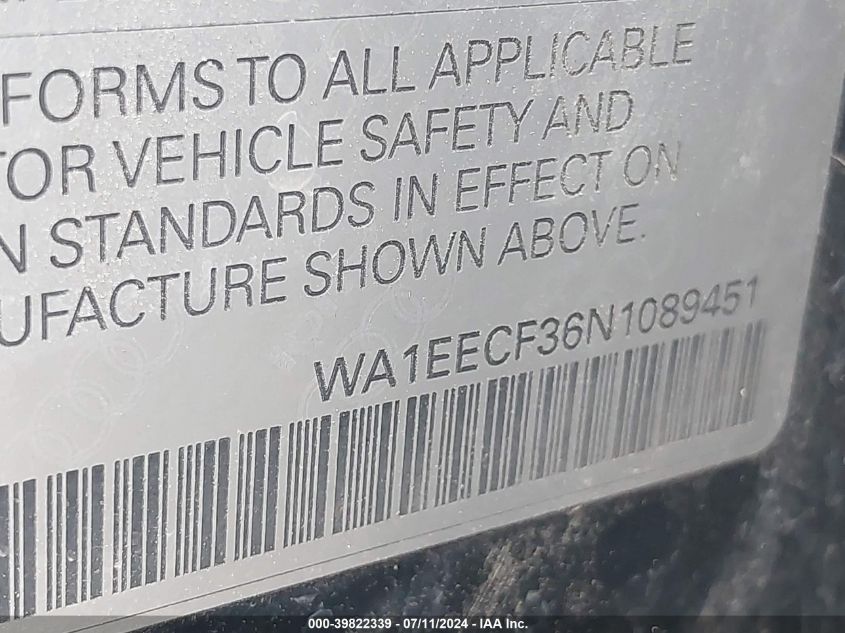 FORMS TO ALL APPLICABLE
TOR VEHICLE SAFETY AND
N STANDARDS IN EFFECT ON
UFACTURE SHOWN ABOVE.
WA1EECF36N1089451
000-39822339 - 07/11/2024 - IAA Inc.